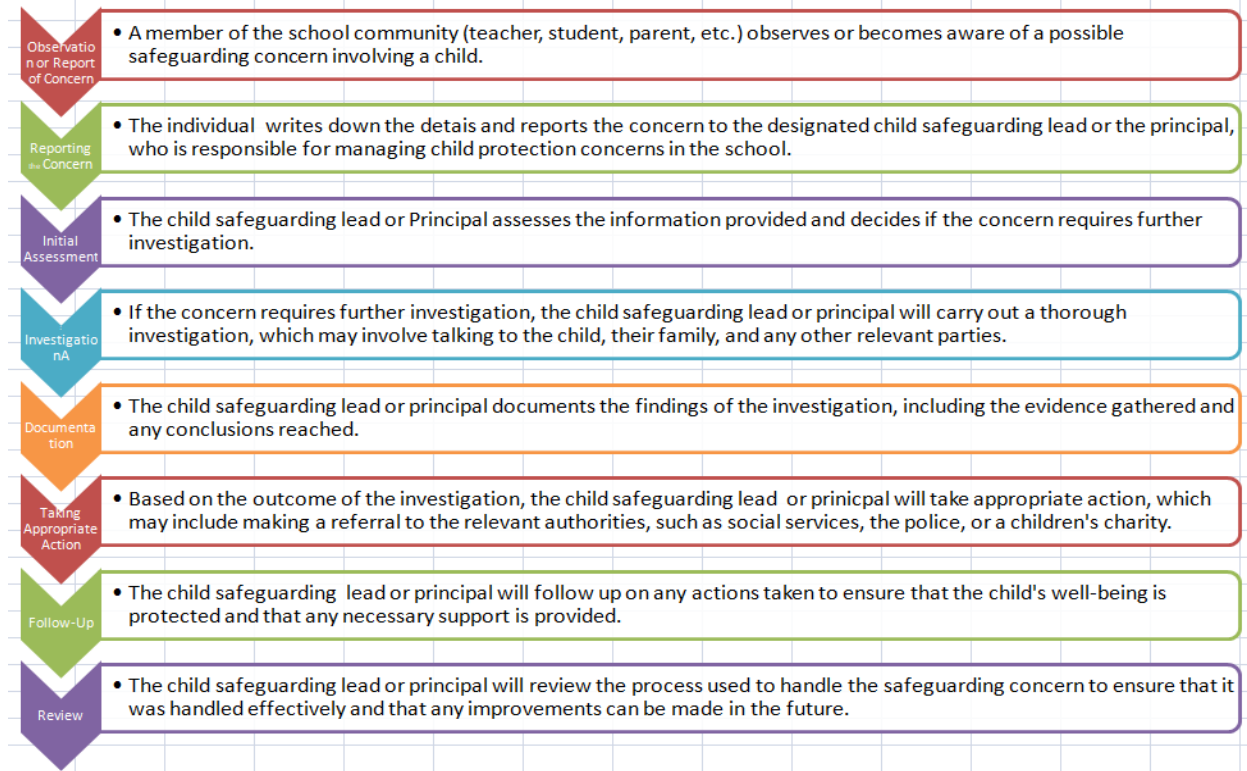 Observatio
n or Report
of Concern
• A member of the school community (teacher, student, parent, etc.) observes or becomes aware of a possible
safeguarding concern involving a child.
Reporting
the Concern
• The individual  writes down the detais and reports the concern to the designated child safeguarding lead or the principal,
who is responsible for managing child protection concerns in the school.
Initial
Assessment
• The child safeguarding lead or Principal assesses the information provided and decides if the concern requires further
investigation.
Investigatio
nA
• If the concern requires further investigation, the child safeguarding lead or principal will carry out a thorough
investigation, which may involve talking to the child, their family, and any other relevant parties.
Documenta
tion
• The child safeguarding lead or principal documents the findings of the investigation, including the evidence gathered and
any conclusions reached.
Taking
Appropriate
Action
• Based on the outcome of the investigation, the child safeguarding lead  or prinicpal will take appropriate action, which
may include making a referral to the relevant authorities, such as social services, the police, or a children's charity.
Follow-Up
• The child safeguarding  lead or principal will follow up on any actions taken to ensure that the child's well-being is
protected and that any necessary support is provided.
Review
• The child safeguarding lead or principal will review the process used to handle the safeguarding concern to ensure that it
was handled effectively and that any improvements can be made in the future.